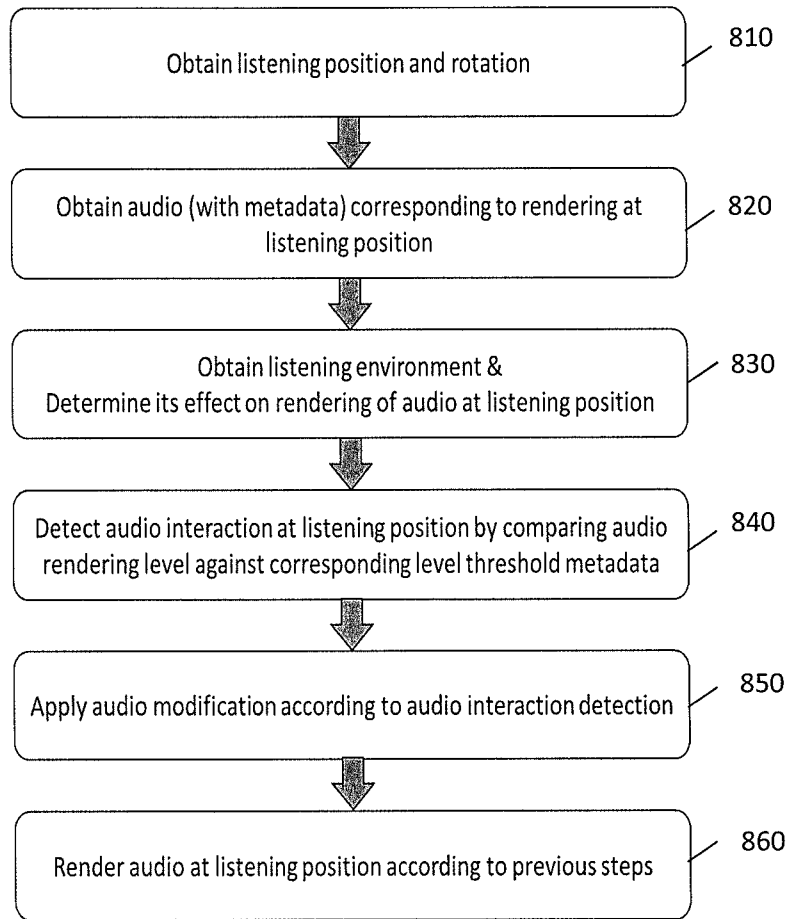 Obtain listening position and rotation
810
Obtain audio (with metadata) corresponding to rendering at
listening position
820
Obtain listening environment &
Determine its effect on rendering of audio at listening position
830
Detect audio interaction at listening position by comparing audio
rendering level against corresponding level threshold metadata
840
Apply audio modification according to audio interaction detection
850
Render audio at listening position according to previous steps
860